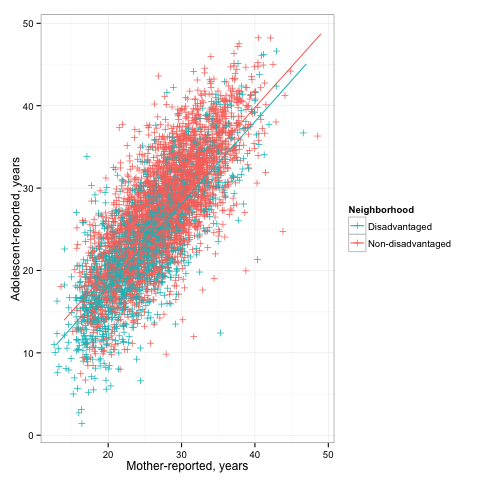 50
40
30
20
10
0
Adolescent-reported, years
20
30
40
50
Mother-reported, years
Neighborhood
Disadvantaged
Non-disadvantaged